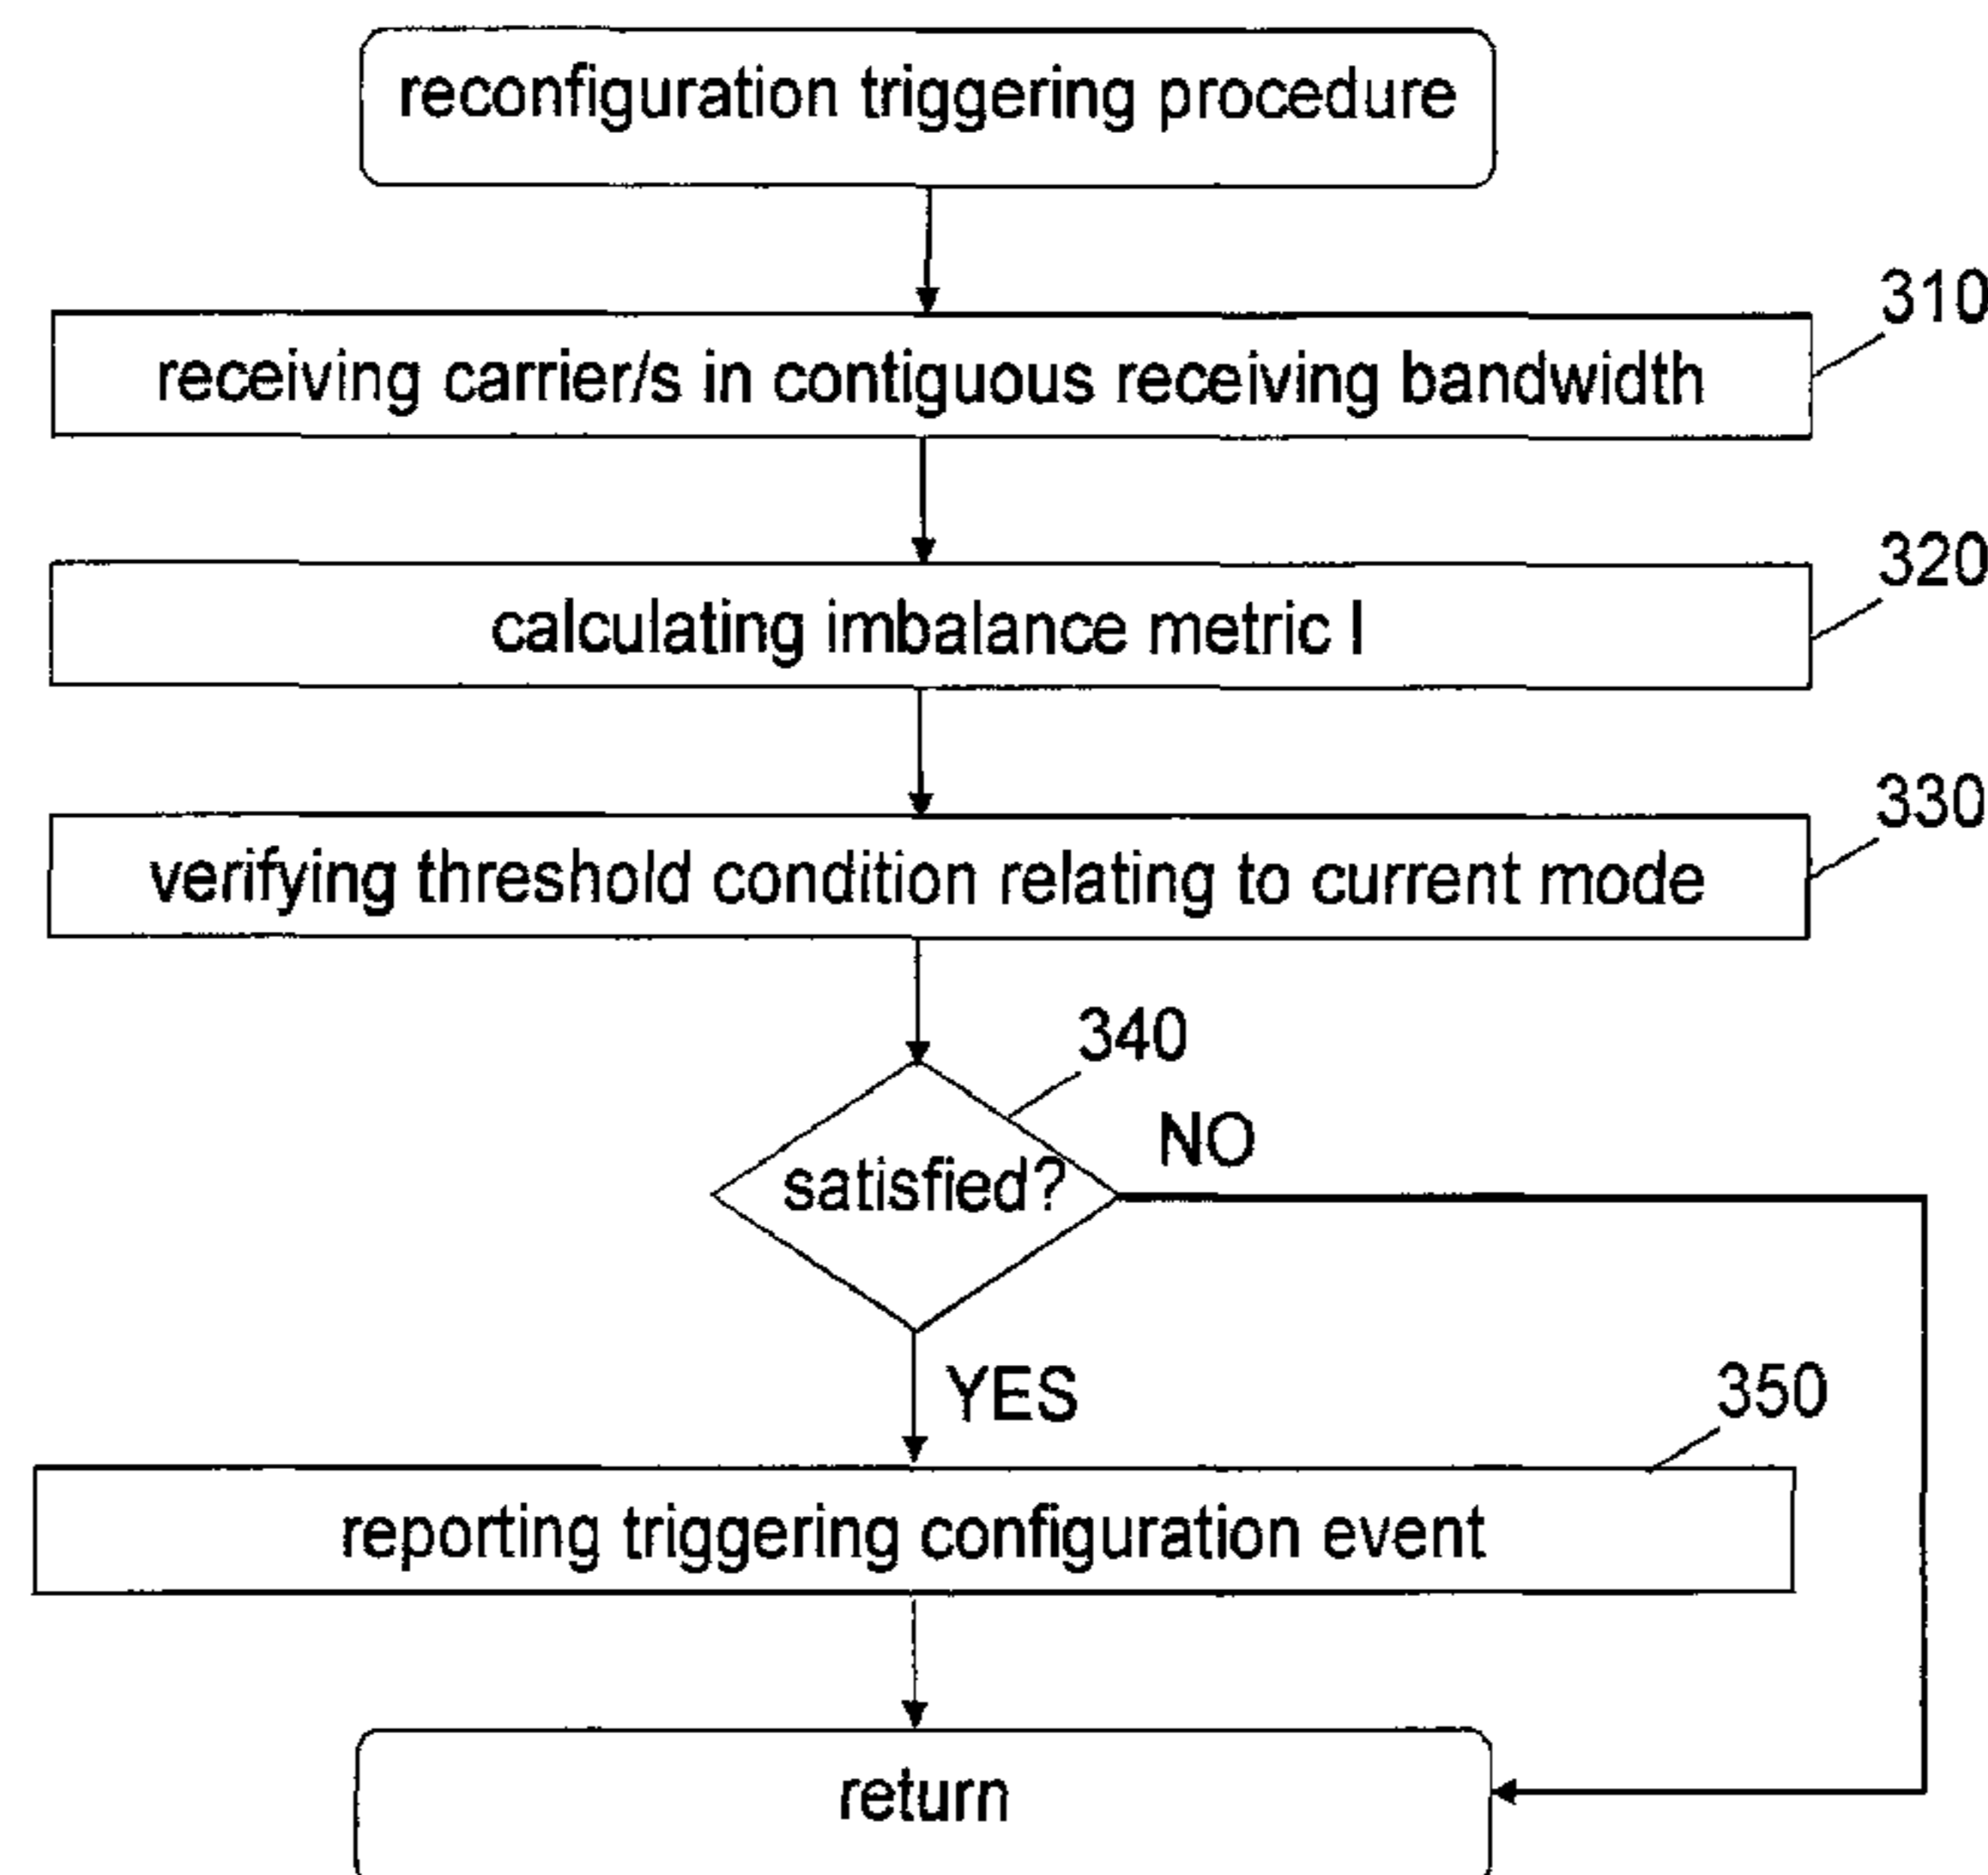 reconfiguration triggering procedure
310
receiving carrier/s in contiguous receiving bandwidth
320
calculating imbalance metric I
330
verifying threshold condition relating to current mode
340
NO
satisfied?
YES
350
reporting triggering configuration event
return